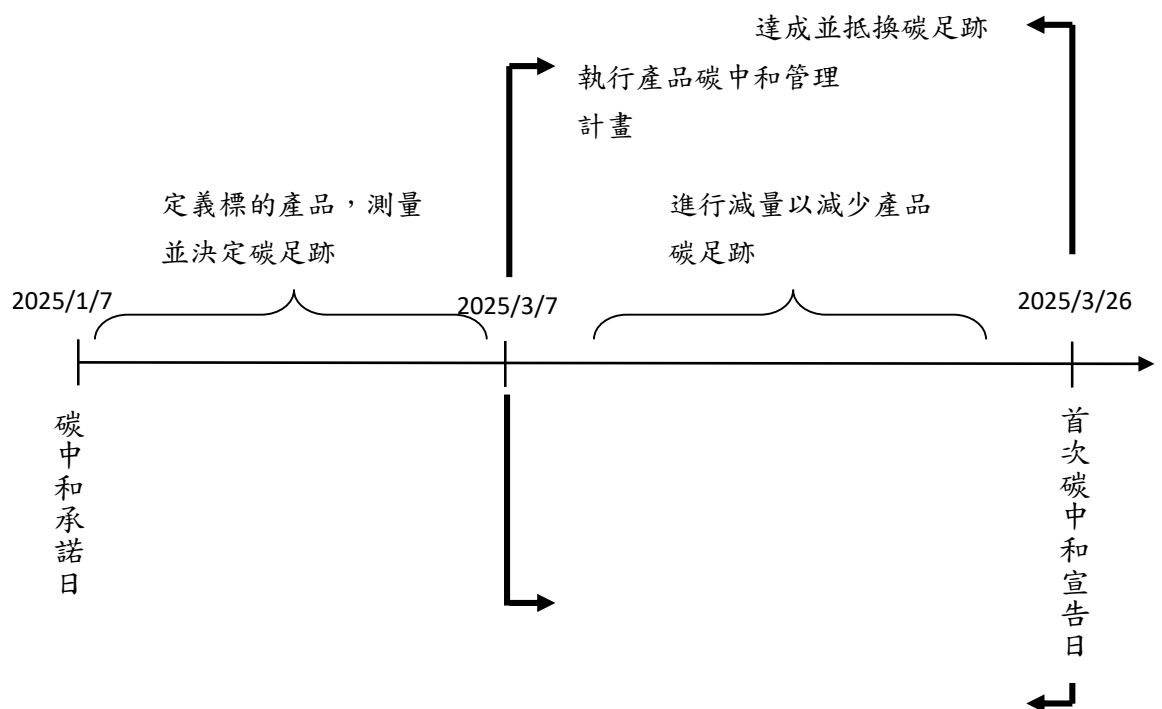 達成並抵換碳足跡
執行產品碳中和管理
計畫
定義標的產品，測量
並決定碳足跡
進行減量以減少產品
碳足跡
2025/1/7
2025/3/7
2025/3/26
碳中和承諾日
首次碳中和宣告日